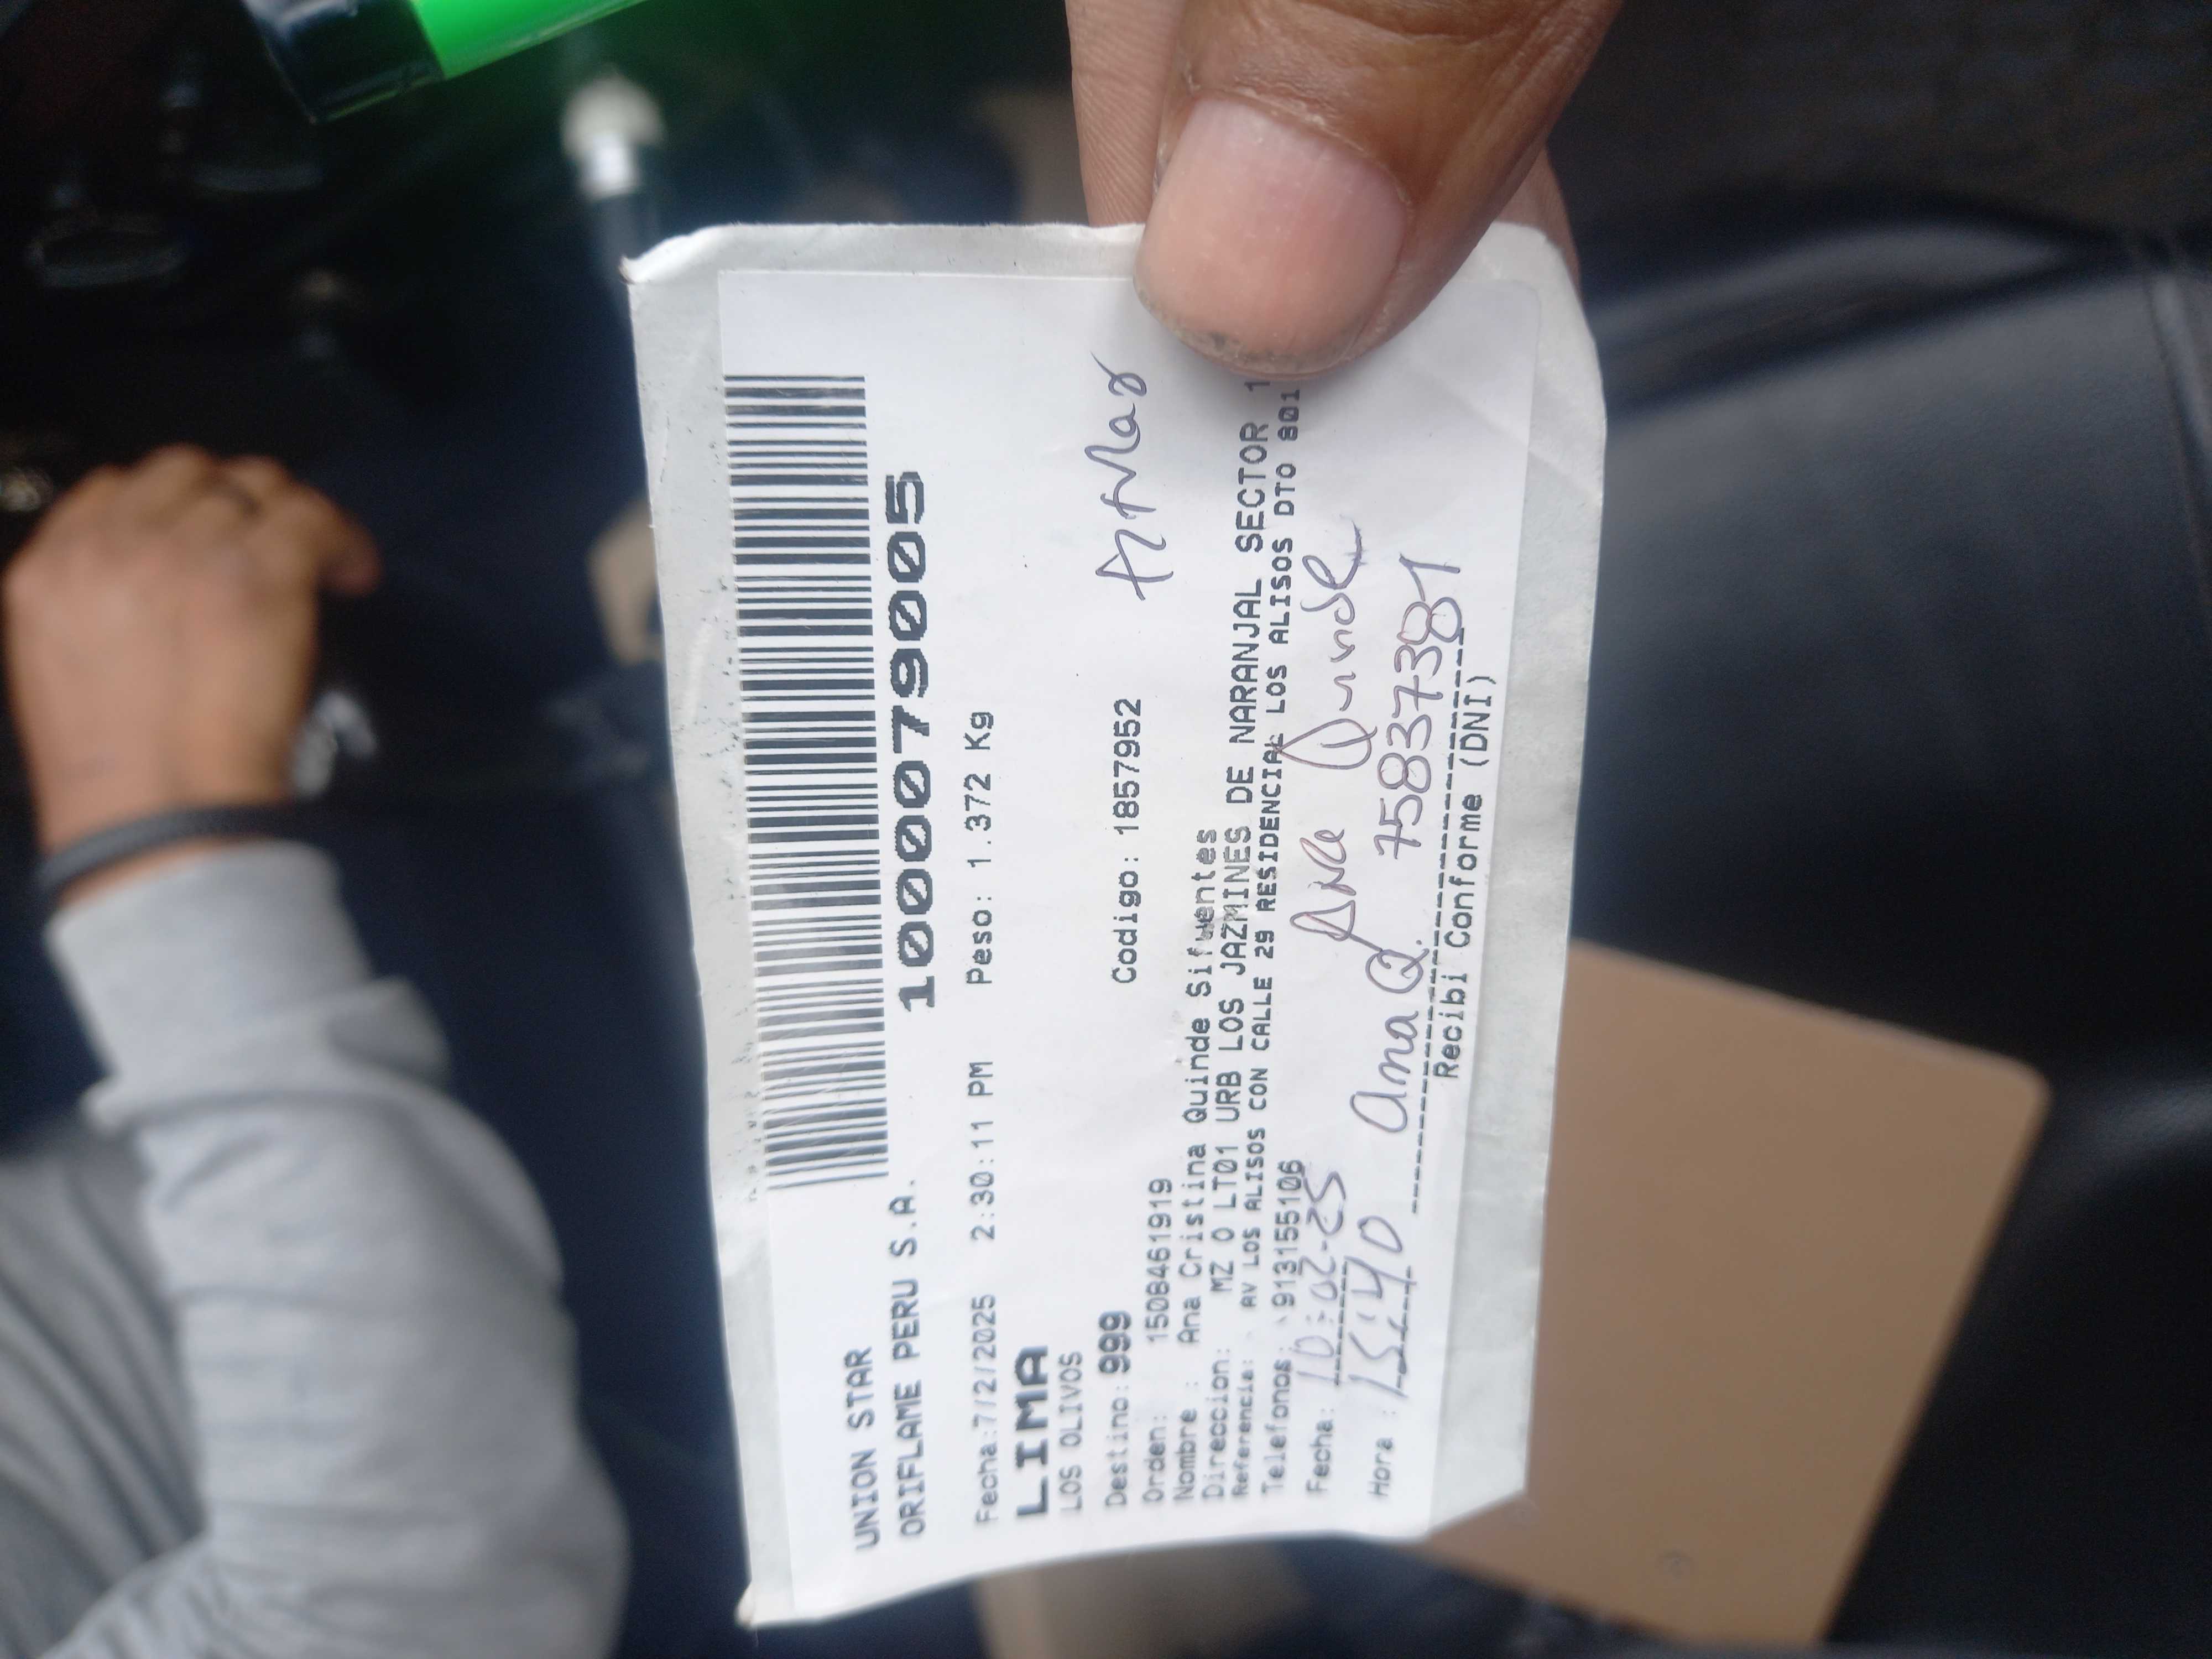 UNION STAR
ORIFLAME PERU S.A.
100079005
Fecha:7/2/2025 2:30:11 PM Peso: 1.372 Kg
LIMA
LOS OLIVOS
Destino: 999 Codigo: 1857952
Orden: 1508461919
Nombre : Ana Cristina Quinde Sifuentes
Direccion: MZ O LT01 URB LOS JAZMINES DE NARANJAL SECTOR 1
Referencia: AV LOS ALISOS CON CALLE 29 RESIDENCIAL LOS ALISOS DTO 801
Telefonos: 913155106
Fecha: 10-02-25 Ana Quinde
Hora : 15:40 Ana Q. 75837381
Recibi Conforme (DNI)